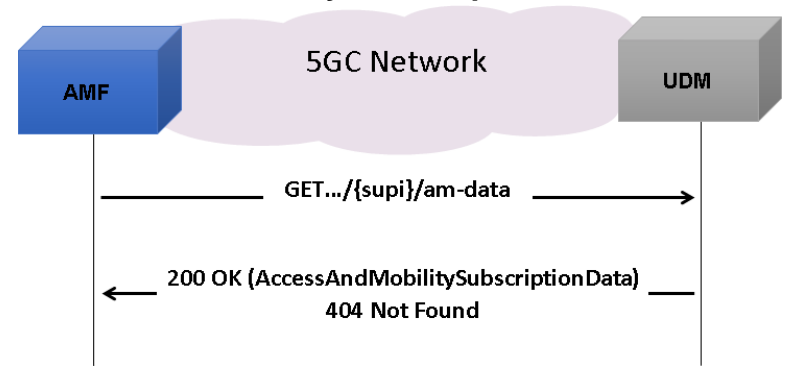 5GC Network
AMF
UDM
GET.../{supi}/am-data
200 OK (AccessAndMobilitySubscriptionData)
404 Not Found